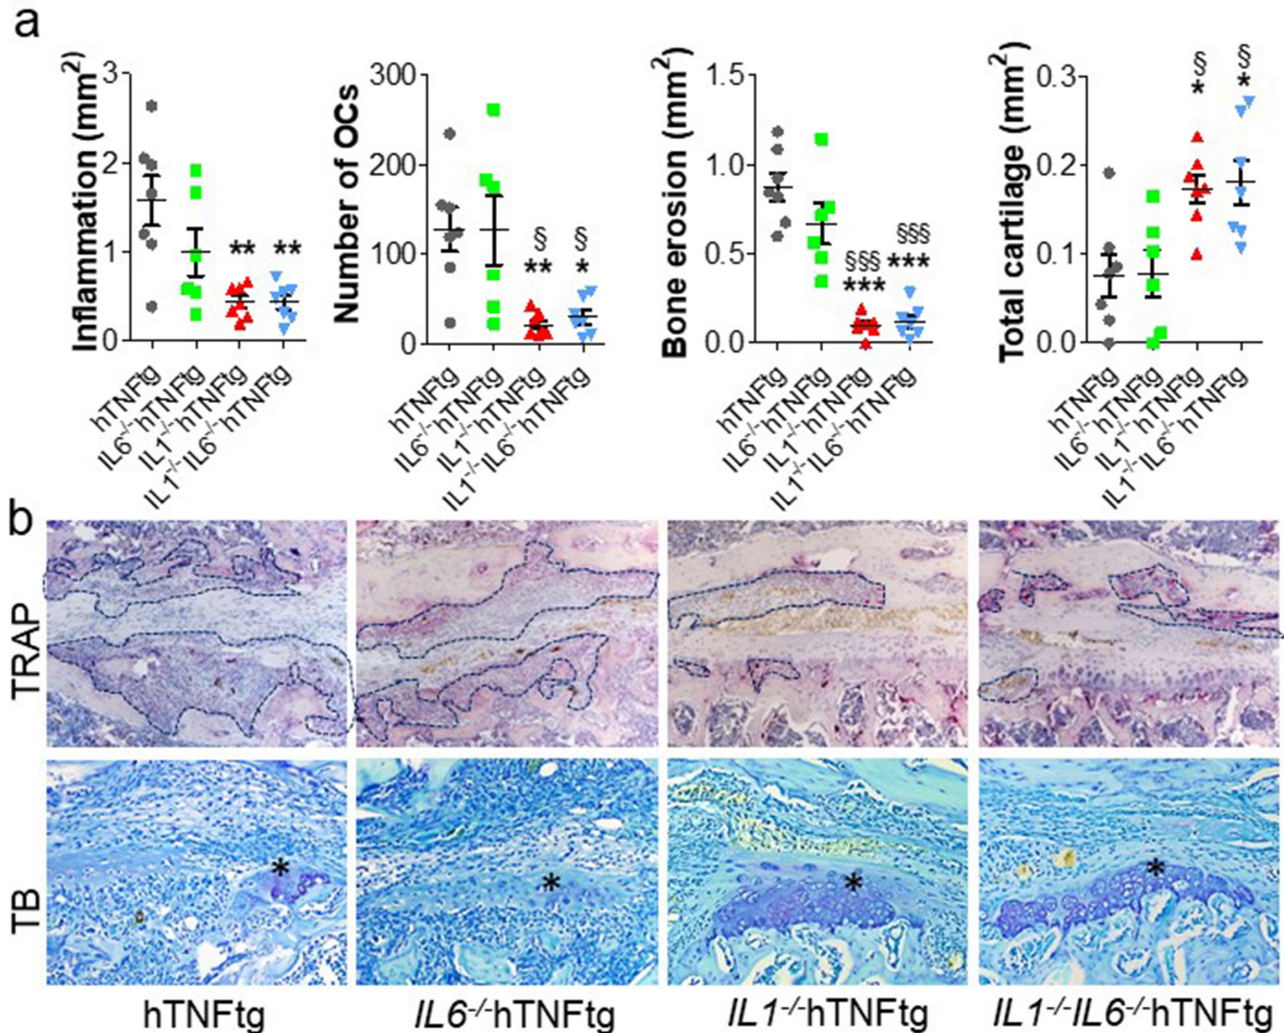 a
Inflammation (mm²)
3
2
1
0
** **
hTNFtg
IL6⁻/⁻hTNFtg
IL1⁻/⁻hTNFtg
IL1⁻/⁻IL6⁻/⁻hTNFtg
Number of OCs
300
200
100
0
§ §
** *
hTNFtg
IL6⁻/⁻hTNFtg
IL1⁻/⁻hTNFtg
IL1⁻/⁻IL6⁻/⁻hTNFtg
Bone erosion (mm²)
1.5
1.0
0.5
0.0
§§§ §§§
*** ***
hTNFtg
IL6⁻/⁻hTNFtg
IL1⁻/⁻hTNFtg
IL1⁻/⁻IL6⁻/⁻hTNFtg
Total cartilage (mm²)
0.3
0.2
0.1
0.0
§ §
* *
hTNFtg
IL6⁻/⁻hTNFtg
IL1⁻/⁻hTNFtg
IL1⁻/⁻IL6⁻/⁻hTNFtg
b
TRAP
TB
* * * *
hTNFtg IL6⁻/⁻hTNFtg IL1⁻/⁻hTNFtg IL1⁻/⁻IL6⁻/⁻hTNFtg